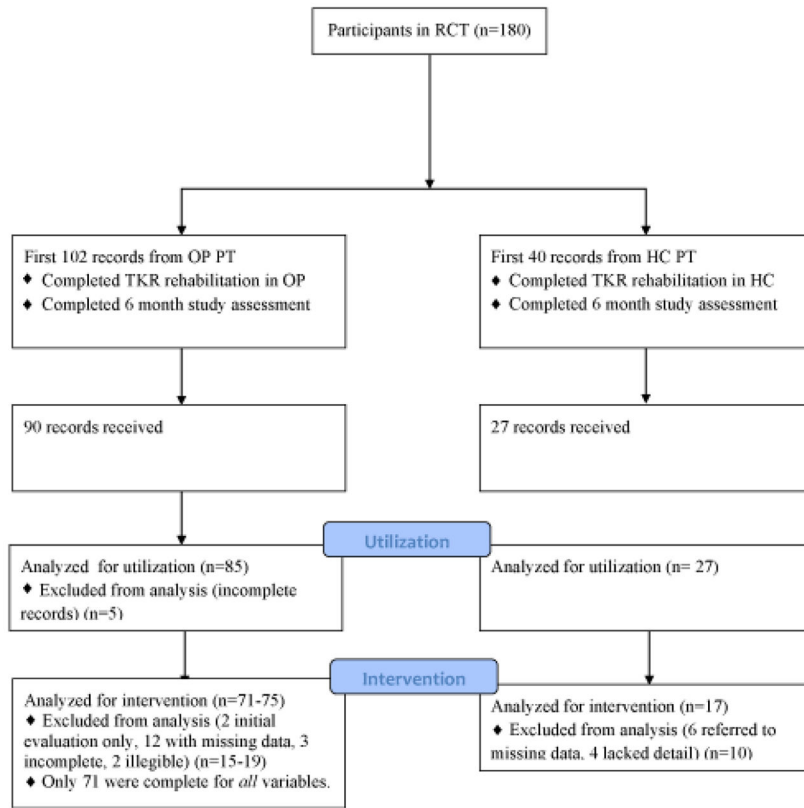 Participants in RCT (n=180)
First 102 records from OP PT
♦ Completed TKR rehabilitation in OP
♦ Completed 6 month study assessment
First 40 records from HC PT
♦ Completed TKR rehabilitation in HC
♦ Completed 6 month study assessment
90 records received
27 records received
Utilization
Analyzed for utilization (n=85)
♦ Excluded from analysis (incomplete
records) (n=5)
Analyzed for utilization (n= 27)
Intervention
Analyzed for intervention (n=71-75)
♦ Excluded from analysis (2 initial
evaluation only, 12 with missing data, 3
incomplete, 2 illegible) (n=15-19)
♦ Only 71 were complete for all variables.
Analyzed for intervention (n=17)
♦ Excluded from analysis (6 referred to
missing data, 4 lacked detail) (n=10)